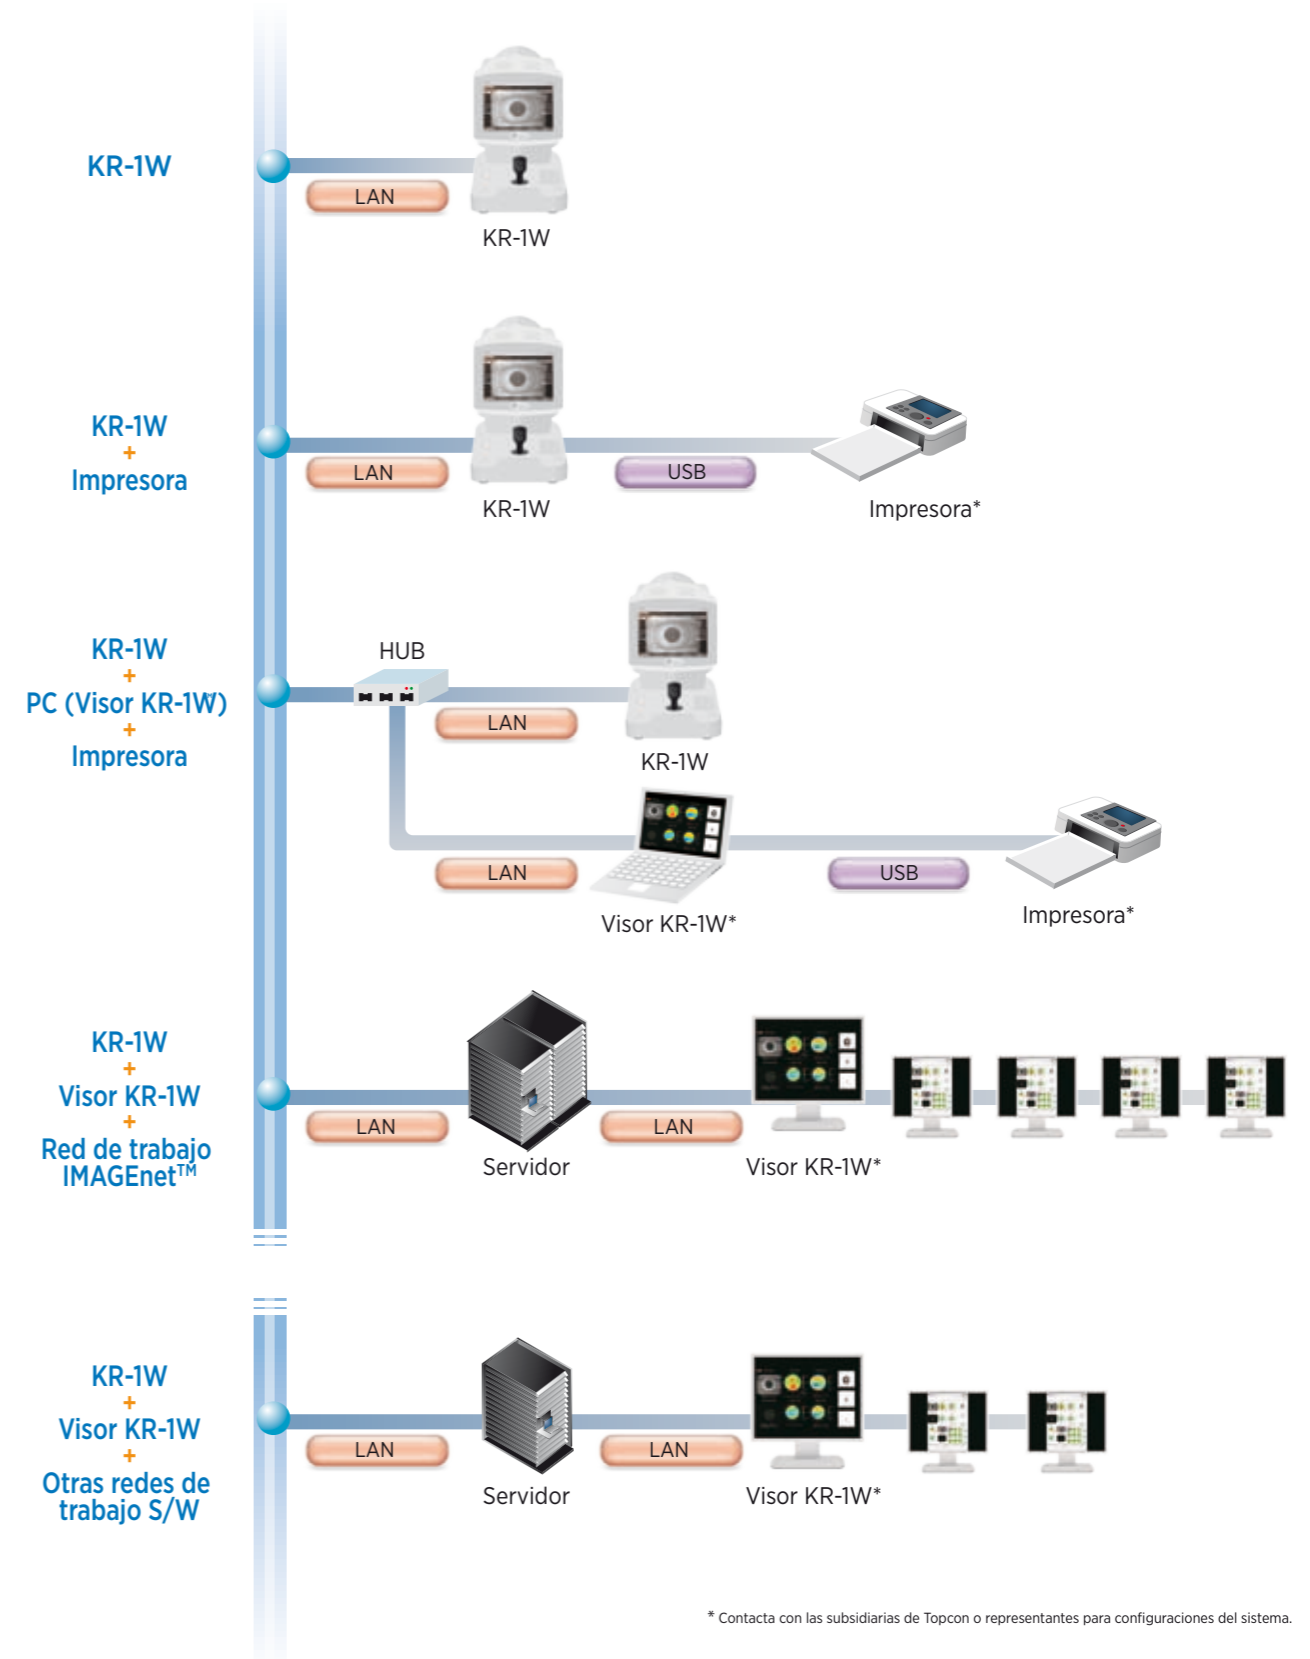 KR-1W
LAN
KR-1W
KR-1W
+
Impresora
LAN
KR-1W
USB
Impresora*
KR-1W
+
PC (Visor KR-1W)
+
Impresora
HUB
LAN
KR-1W
LAN
Visor KR-1W*
USB
Impresora*
KR-1W
+
Visor KR-1W
+
Red de trabajo
IMAGEnet™
LAN
Servidor
LAN
Visor KR-1W*
KR-1W
+
Visor KR-1W
+
Otras redes de
trabajo S/W
LAN
Servidor
LAN
Visor KR-1W*
* Contacta con las subsidiarias de Topcon o representantes para configuraciones del sistema.